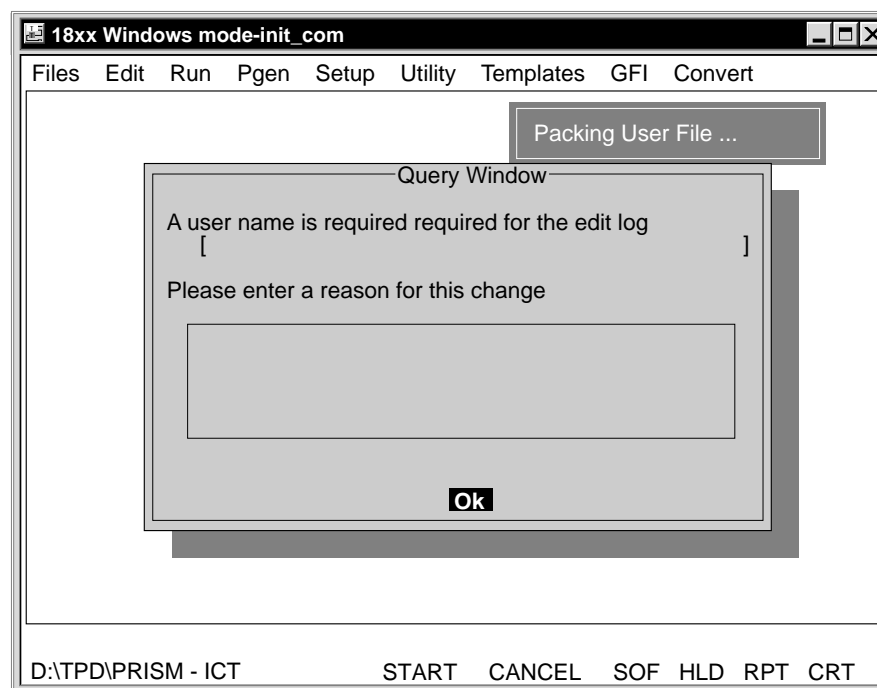 18xx Windows mode-init_com
Files Edit Run Pgen Setup Utility Templates GFI Convert
Packing User File ...
Query Window
A user name is required required for the edit log
[ ]
Please enter a reason for this change
Ok
D:\TPD\PRISM - ICT START CANCEL SOF HLD RPT CRT